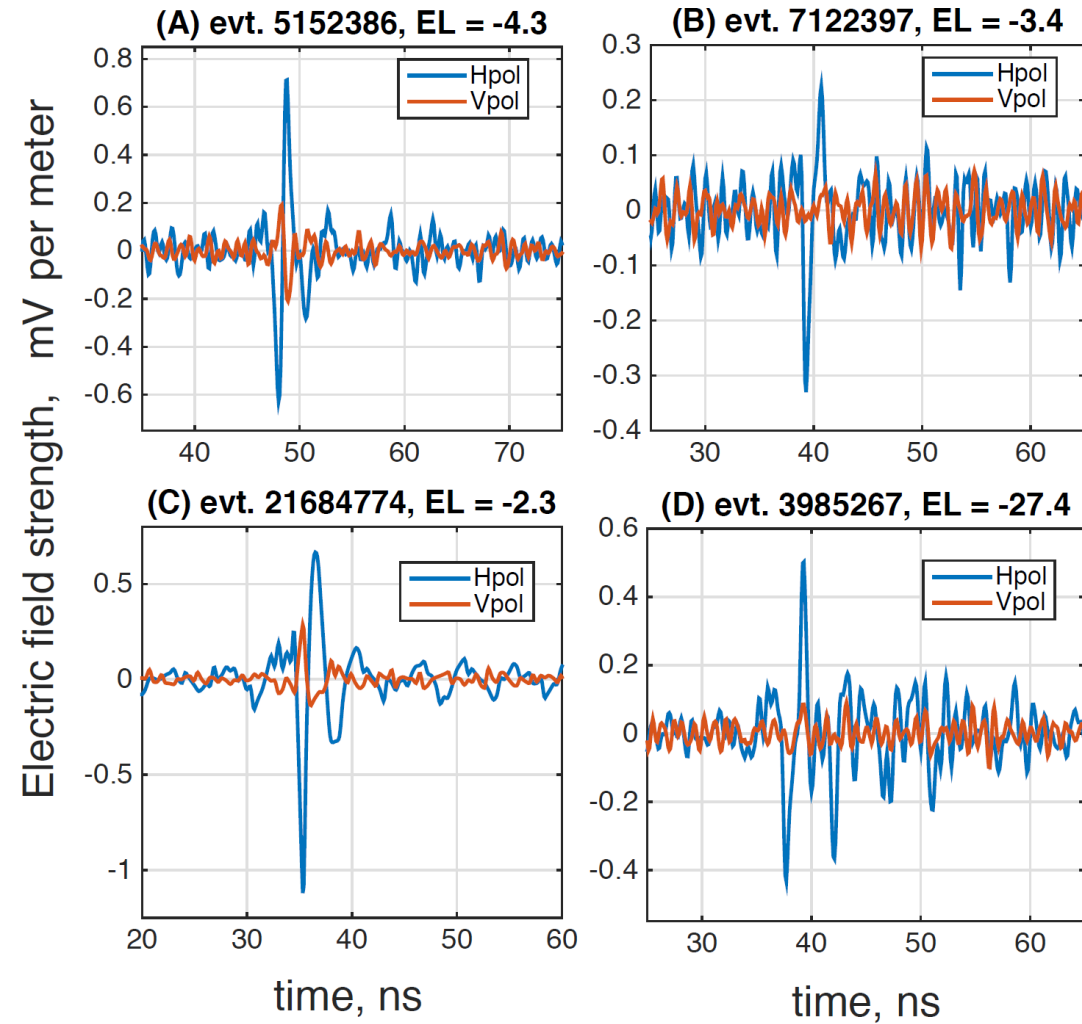 (A) evt. 5152386, EL = -4.3
Hpol
Vpol
0.8
0.6
0.4
0.2
0
-0.2
-0.4
-0.6
40
50
60
70
(B) evt. 7122397, EL = -3.4
Hpol
Vpol
0.3
0.2
0.1
0
-0.1
-0.2
-0.3
-0.4
30
40
50
60
Electric field strength, mV per meter
(C) evt. 21684774, EL = -2.3
Hpol
Vpol
0.5
0
-0.5
-1
20
30
40
50
60
time, ns
(D) evt. 3985267, EL = -27.4
Hpol
Vpol
0.6
0.4
0.2
0
-0.2
-0.4
30
40
50
60
time, ns